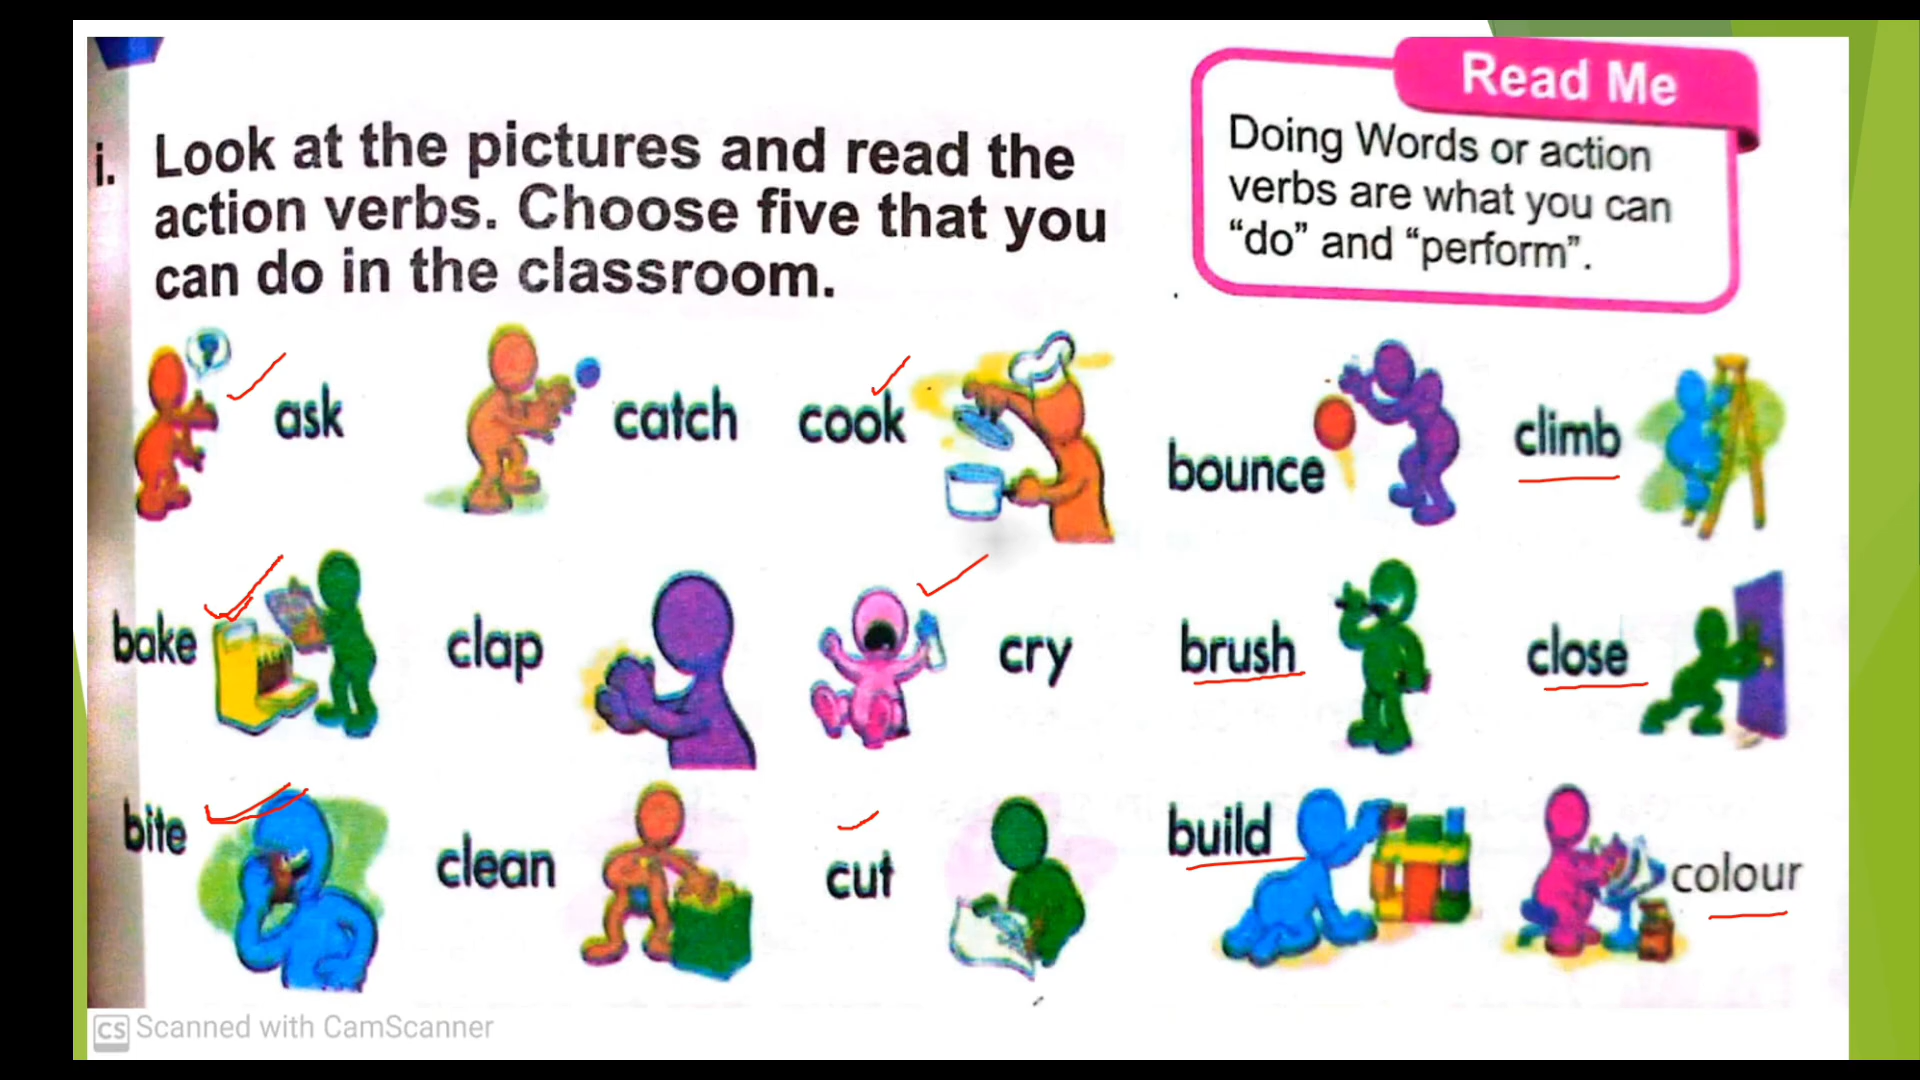 Read Me
Doing Words or action
verbs are what you can
“do” and “perform”.
i. Look at the pictures and read the
action verbs. Choose five that you
can do in the classroom.
ask
catch
cook
bounce
climb
bake
clap
cry
brush
close
bite
clean
cut
build
colour
?
CS Scanned with CamScanner